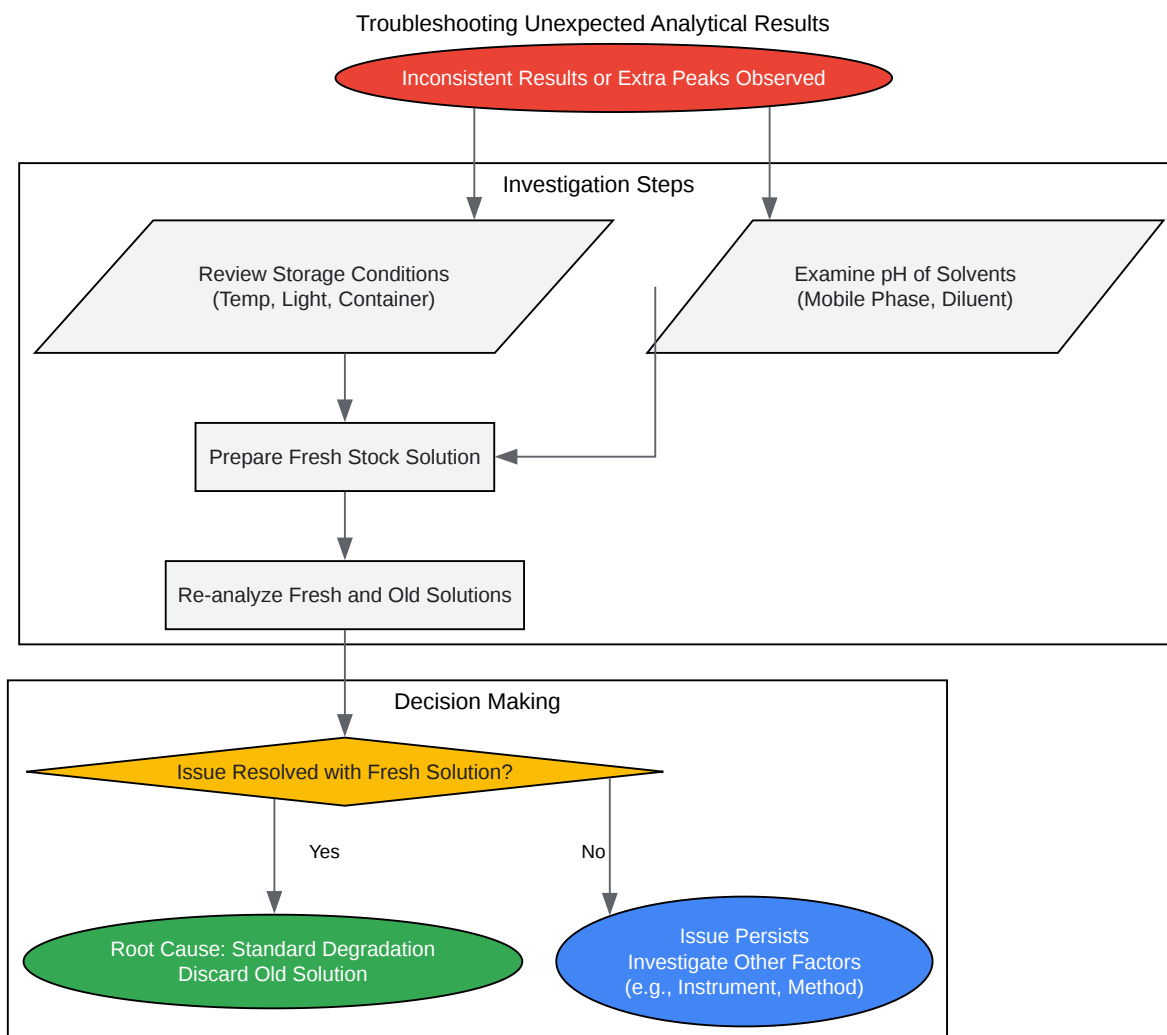 Troubleshooting Unexpected Analytical Results
Inconsistent Results or Extra Peaks Observed
Investigation Steps
Review Storage Conditions
(Temp, Light, Container)
Examine pH of Solvents
(Mobile Phase, Diluent)
Prepare Fresh Stock Solution
Re-analyze Fresh and Old Solutions
Decision Making
Issue Resolved with Fresh Solution?
Yes
No
Root Cause: Standard Degradation
Discard Old Solution
Issue Persists
Investigate Other Factors
(e.g., Instrument, Method)